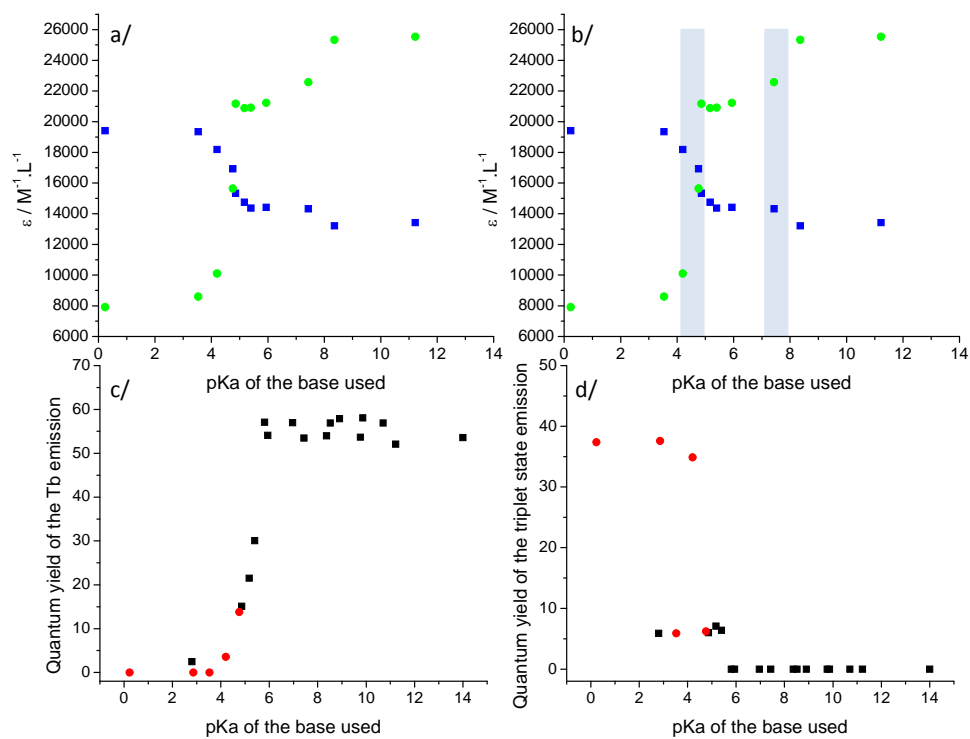 a/
26000
24000
22000
20000
18000
16000
14000
12000
10000
8000
6000
ε / M⁻¹.L⁻¹
0 2 4 6 8 10 12 14
pKa of the base used
b/
26000
24000
22000
20000
18000
16000
14000
12000
10000
8000
6000
ε / M⁻¹.L⁻¹
0 2 4 6 8 10 12 14
pKa of the base used
c/
70
60
50
40
30
20
10
0
Quantum yield of the Tb emission
0 2 4 6 8 10 12 14
pKa of the base used
d/
50
40
30
20
10
0
Quantum yield of the triplet state emission
0 2 4 6 8 10 12 14
pKa of the base used